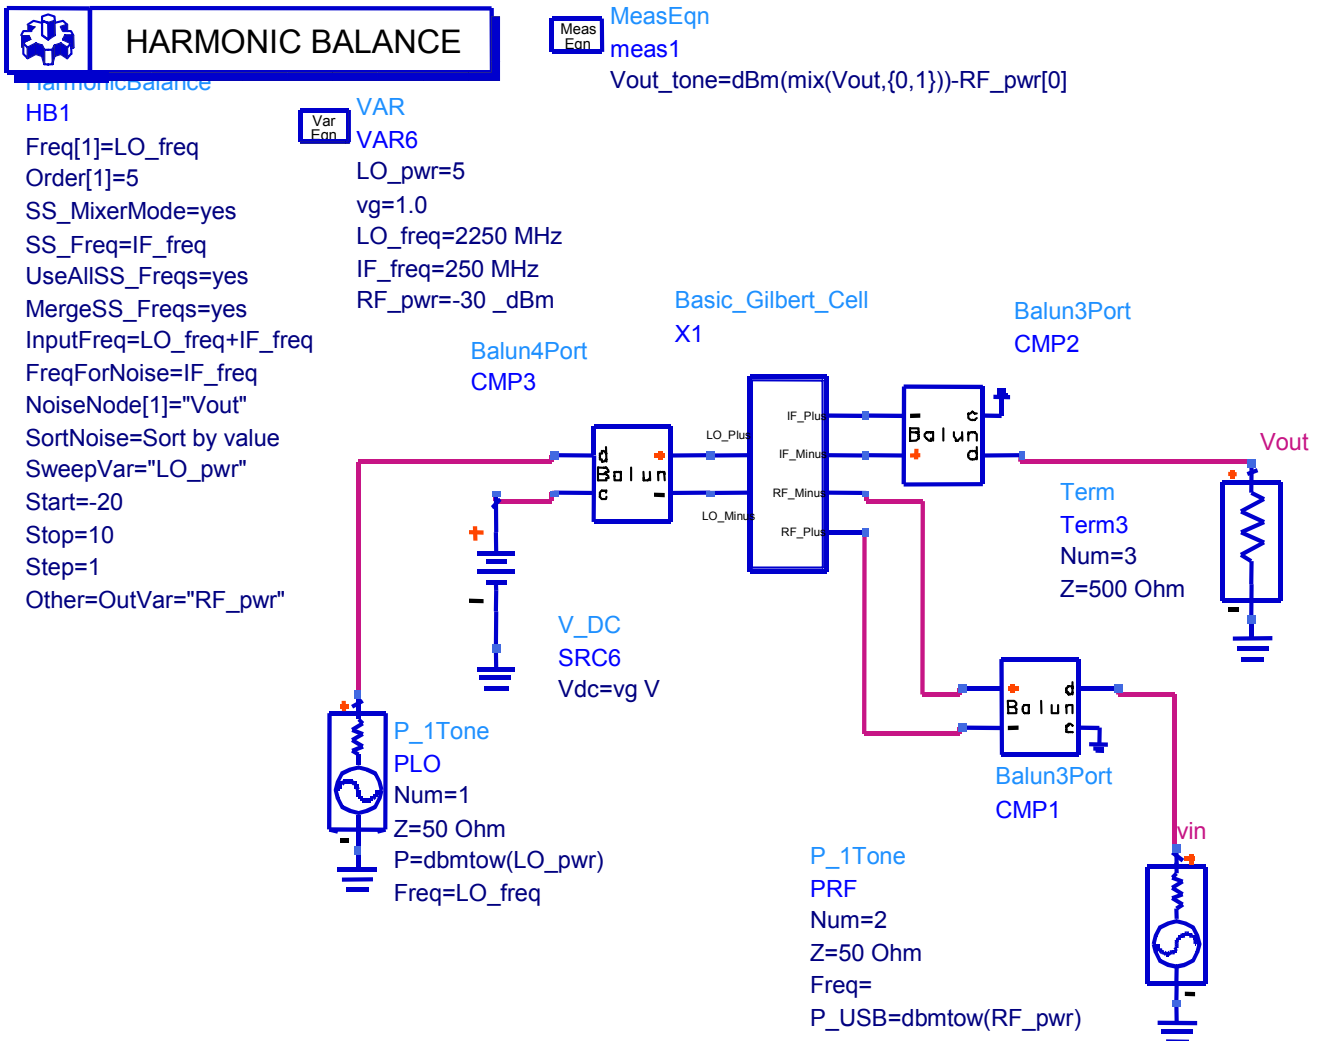 HARMONIC BALANCE
HarmonicBalance
HB1
Freq[1]=LO_freq
Order[1]=5
SS_MixerMode=yes
SS_Freq=IF_freq
UseAllSS_Freqs=yes
MergeSS_Freqs=yes
InputFreq=LO_freq+IF_freq
FreqForNoise=IF_freq
NoiseNode[1]="Vout"
SortNoise=Sort by value
SweepVar="LO_pwr"
Start=-20
Stop=10
Step=1
Other=OutVar="RF_pwr"
Meas
Eqn
MeasEqn
meas1
Vout_tone=dBm(mix(Vout,{0,1}))-RF_pwr[0]
Var
Eqn
VAR
VAR6
LO_pwr=5
vg=1.0
LO_freq=2250 MHz
IF_freq=250 MHz
RF_pwr=-30 _dBm
Balun4Port
CMP3
d
Balun
c
+
-
Basic_Gilbert_Cell
X1
LO_Plus
LO_Minus
IF_Plus
IF_Minus
RF_Minus
RF_Plus
Balun3Port
CMP2
- c
Balun
+ d
Vout
+
Term
Term3
Num=3
Z=500 Ohm
-
+
-
V_DC
SRC6
Vdc=vg V
+
-
P_1Tone
PLO
Num=1
Z=50 Ohm
P=dbmtow(LO_pwr)
Freq=LO_freq
+ d
Balun
- c
Balun3Port
CMP1
vin
+
-
P_1Tone
PRF
Num=2
Z=50 Ohm
Freq=
P_USB=dbmtow(RF_pwr)